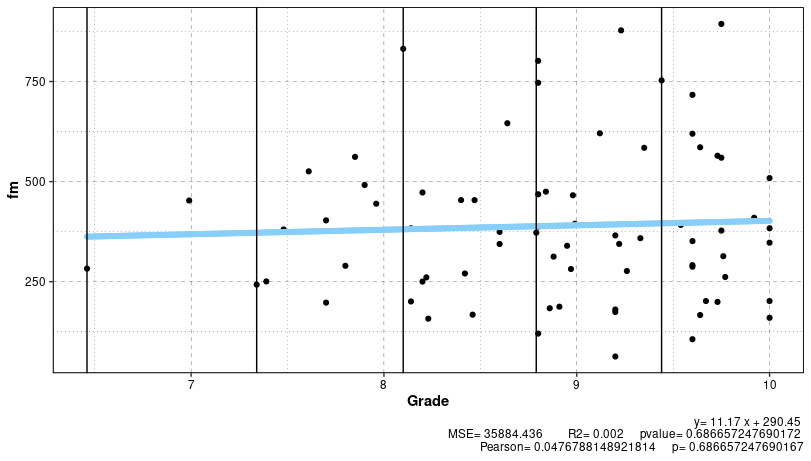 fm
750
500
250
7 8 9 10
Grade
y= 11.17 x + 290.45
MSE= 35884.436 R2= 0.002 pvalue= 0.686657247690172
Pearson= 0.0476788148921814 p= 0.686657247690167